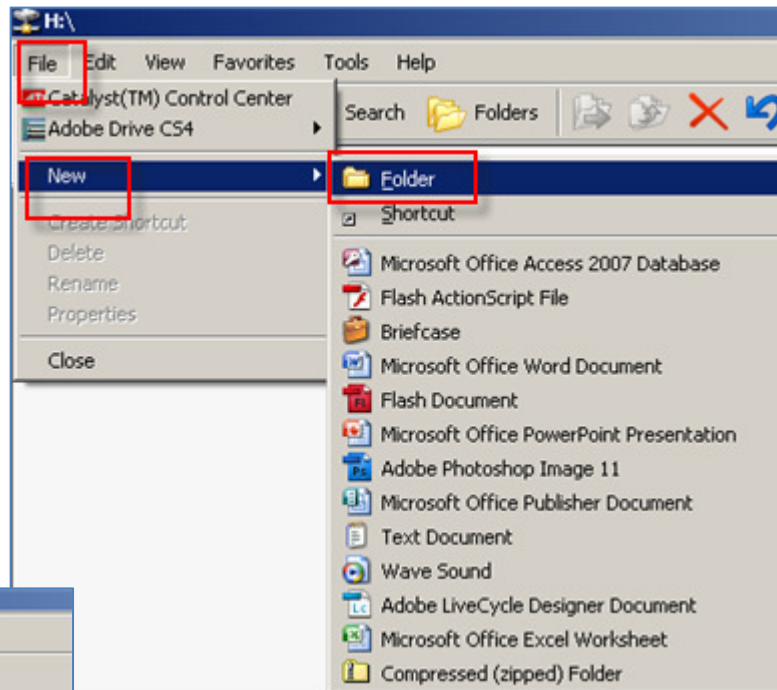 H:\
File Edit View Favorites Tools Help
Catalyst(TM) Control Center
Search Folders
Adobe Drive CS4
New
Folder
Create Shortcut
Shortcut
Delete
Microsoft Office Access 2007 Database
Rename
Flash ActionScript File
Properties
Briefcase
Close
Microsoft Office Word Document
Flash Document
Microsoft Office PowerPoint Presentation
Adobe Photoshop Image 11
Microsoft Office Publisher Document
Text Document
Wave Sound
Adobe LiveCycle Designer Document
Microsoft Office Excel Worksheet
Compressed (zipped) Folder